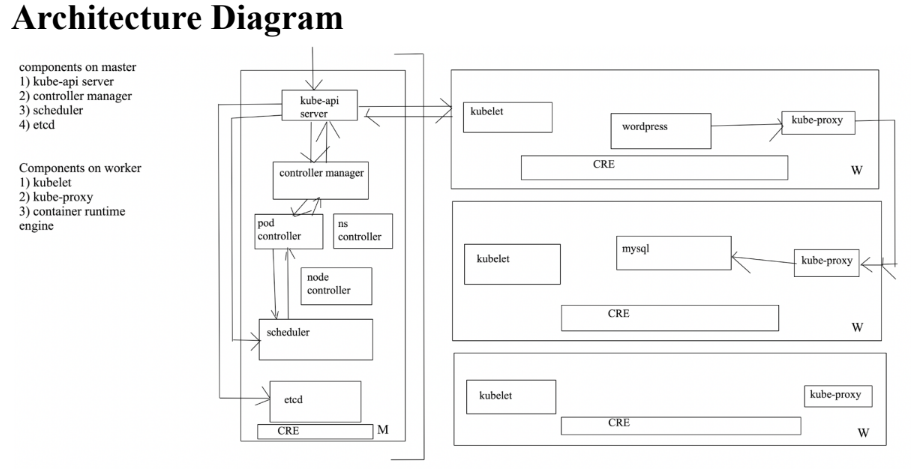 Architecture Diagram
components on master
1) kube-api server
2) controller manager
3) scheduler
4) etcd
Components on worker
1) kubelet
2) kube-proxy
3) container runtime
engine
kube-api
server
controller manager
pod
controller
ns
controller
node
controller
scheduler
etcd
CRE
M
kubelet
wordpress
kube-proxy
CRE
W
kubelet
mysql
kube-proxy
CRE
W
kubelet
kube-proxy
CRE
W